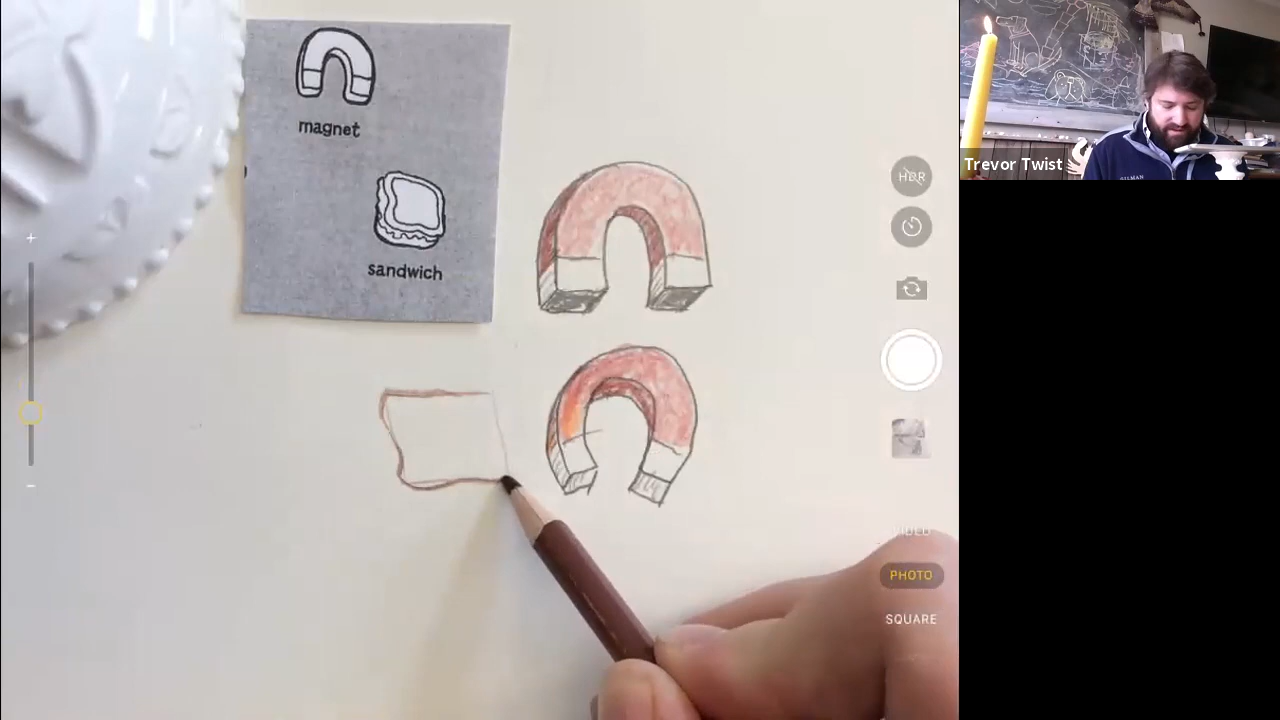 magnet
sandwich
HDR
PHOTO
SQUARE
Trevor Twist